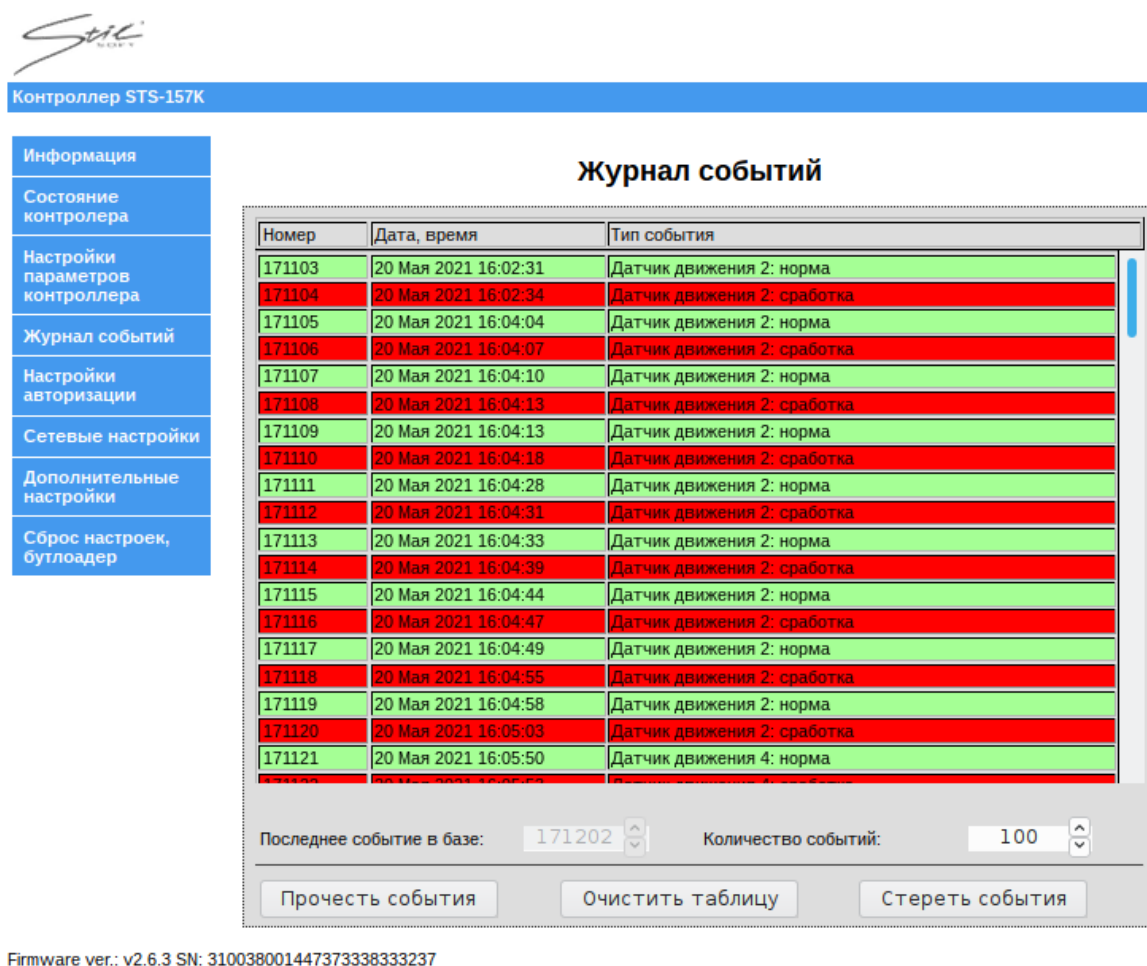 Stil
SOFT
Контроллер STS-157К
Информация
Состояние
контролера
Настройки
параметров
контроллера
Журнал событий
Настройки
авторизации
Сетевые настройки
Дополнительные
настройки
Сброс настроек,
бутлоадер
Журнал событий
Номер Дата, время Тип события
171103 20 Мая 2021 16:02:31 Датчик движения 2: норма
171104 20 Мая 2021 16:02:34 Датчик движения 2: сработка
171105 20 Мая 2021 16:04:04 Датчик движения 2: норма
171106 20 Мая 2021 16:04:07 Датчик движения 2: сработка
171107 20 Мая 2021 16:04:10 Датчик движения 2: норма
171108 20 Мая 2021 16:04:13 Датчик движения 2: сработка
171109 20 Мая 2021 16:04:13 Датчик движения 2: норма
171110 20 Мая 2021 16:04:18 Датчик движения 2: сработка
171111 20 Мая 2021 16:04:28 Датчик движения 2: норма
171112 20 Мая 2021 16:04:31 Датчик движения 2: сработка
171113 20 Мая 2021 16:04:33 Датчик движения 2: норма
171114 20 Мая 2021 16:04:39 Датчик движения 2: сработка
171115 20 Мая 2021 16:04:44 Датчик движения 2: норма
171116 20 Мая 2021 16:04:47 Датчик движения 2: сработка
171117 20 Мая 2021 16:04:49 Датчик движения 2: норма
171118 20 Мая 2021 16:04:55 Датчик движения 2: сработка
171119 20 Мая 2021 16:04:58 Датчик движения 2: норма
171120 20 Мая 2021 16:05:03 Датчик движения 2: сработка
171121 20 Мая 2021 16:05:50 Датчик движения 4: норма
Последнее событие в базе: 171202 Количество событий: 100
Прочесть события Очистить таблицу Стереть события
Firmware ver.: v2.6.3 SN: 310038001447373338333237